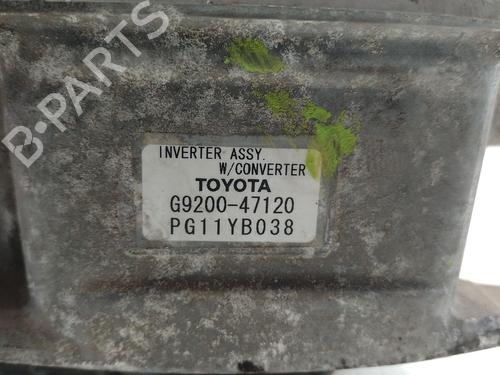 B-PARTS
INVERTER ASSY.
W/CONVERTER
TOYOTA
G9200-47120
PG11YB038